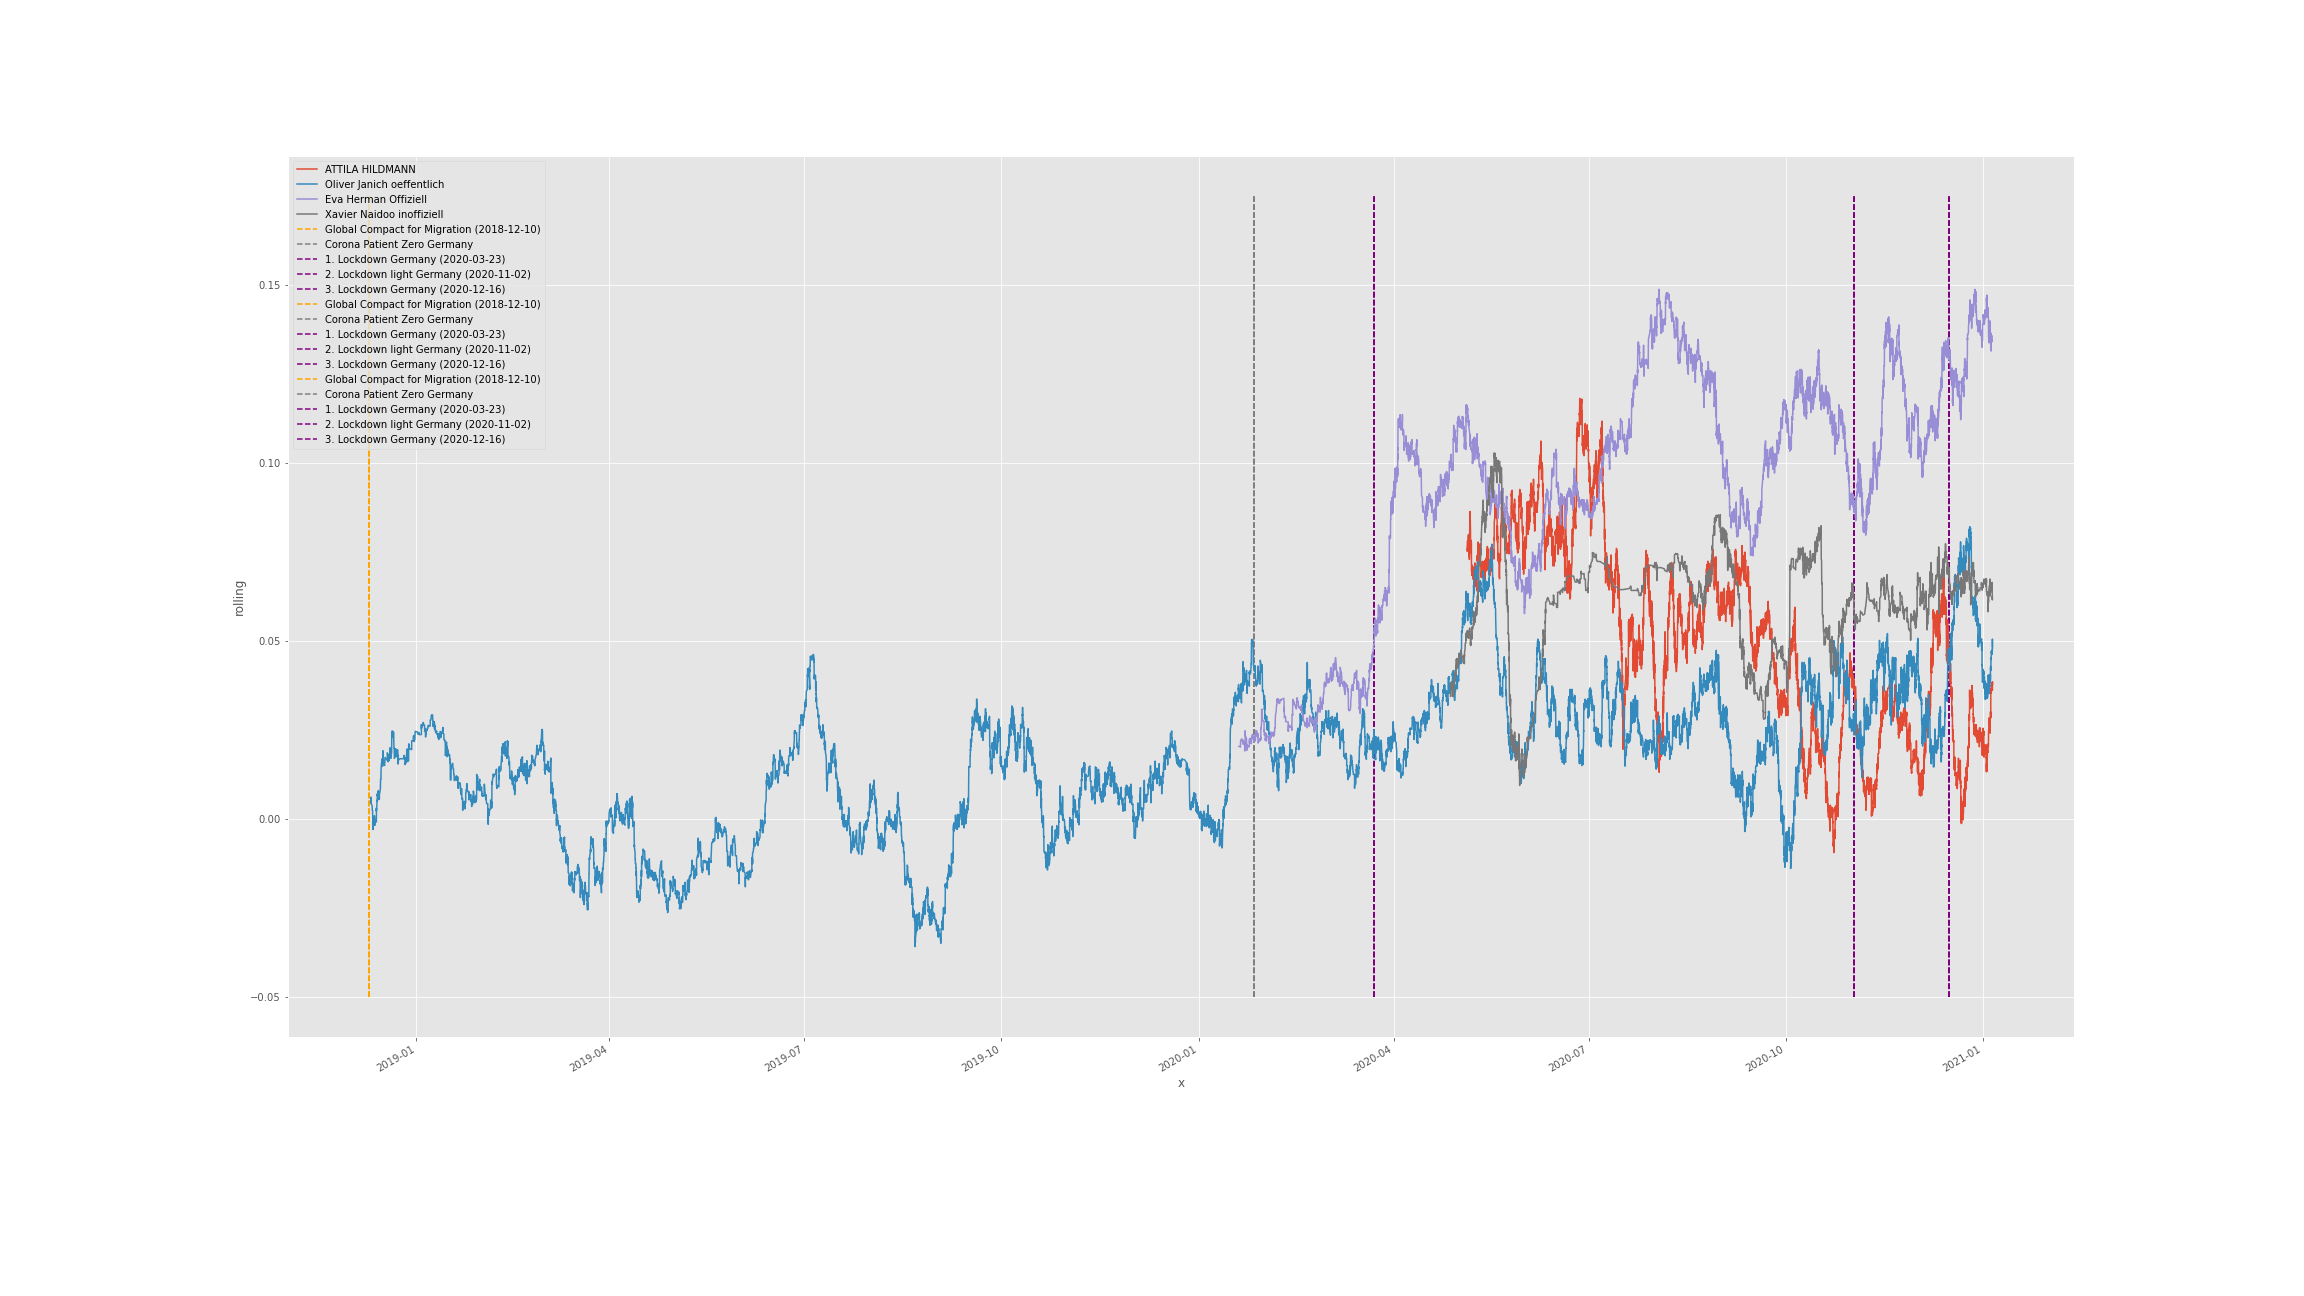 ATTILA HILDMANN
Oliver Janich oeffentlich
Eva Herman Offiziell
Xavier Naidoo inoffiziell
Global Compact for Migration (2018-12-10)
Corona Patient Zero Germany
1. Lockdown Germany (2020-03-23)
2. Lockdown light Germany (2020-11-02)
3. Lockdown Germany (2020-12-16)
Global Compact for Migration (2018-12-10)
Corona Patient Zero Germany
1. Lockdown Germany (2020-03-23)
2. Lockdown light Germany (2020-11-02)
3. Lockdown Germany (2020-12-16)
Global Compact for Migration (2018-12-10)
Corona Patient Zero Germany
1. Lockdown Germany (2020-03-23)
2. Lockdown light Germany (2020-11-02)
3. Lockdown Germany (2020-12-16)
0.15
0.10
0.05
0.00
−0.05
rolling
2019-01
2019-04
2019-07
2019-10
2020-01
2020-04
2020-07
2020-10
2021-01
x